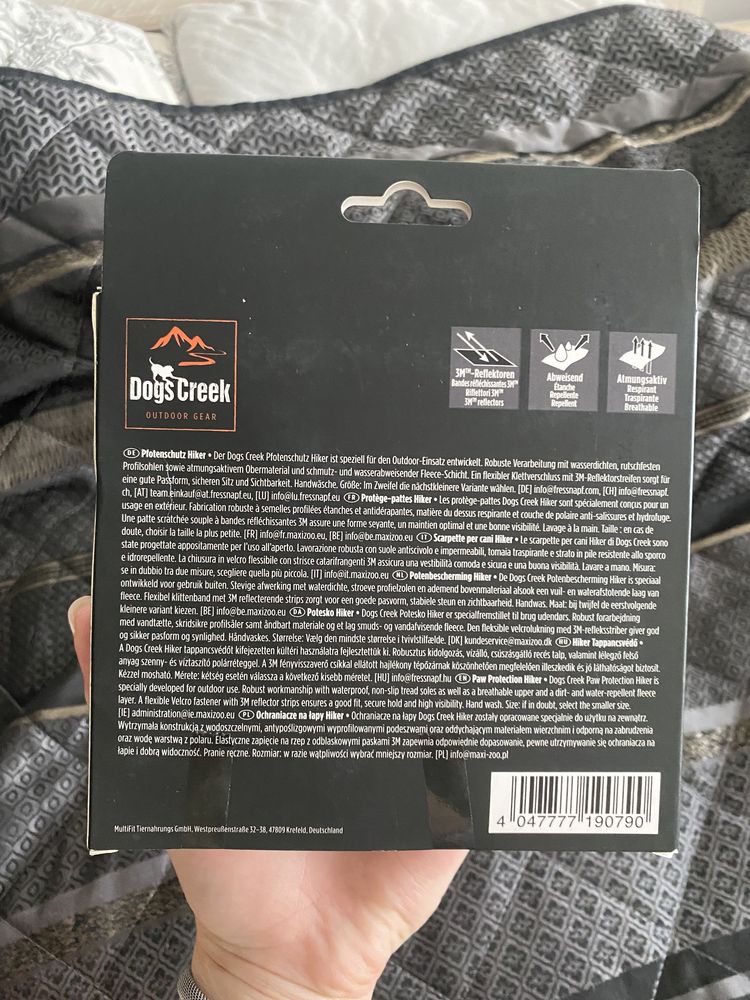 Dogs Creek
OUTDOOR GEAR
3M™-Reflektoren
Bandes réfléchissantes 3M™
Riflettori 3M™
3M™ reflectors
Abweisend
Étanche
Repellente
Repellent
Atmungsaktiv
Respirant
Traspirante
Breathable
DE Pfotenschutz Hiker • Der Dogs Creek Pfotenschutz Hiker ist speziell für den Outdoor-Einsatz entwickelt. Robuste Verarbeitung mit wasserdichten, rutschfesten
Profilsohlen sowie atmungsaktivem Obermaterial und schmutz- und wasserabweisender Fleece-Schicht. Ein flexibler Klettverschluss mit 3M-Reflektorstreifen sorgt für
eine gute Passform, sicheren Sitz und Sichtbarkeit. Handwäsche. Größe: Im Zweifel die nächstkleinere Variante wählen. [DE] info@fressnapf.com, [CH] info@fressnapf.
ch, [AT] team.einkauf@at.fressnapf.eu, [LU] info@lu.fressnapf.eu FR Protège-pattes Hiker • Les protège-pattes Dogs Creek Hiker sont spécialement conçus pour un
usage en extérieur. Fabrication robuste à semelles profilées étanches et antidérapantes, matière du dessus respirante et couche de polaire anti-salissures et hydrofuge.
Une patte scratchée souple à bandes réfléchissantes 3M assure une forme seyante, un maintien optimal et une bonne visibilité. Lavage à la main. Taille : en cas de
doute, choisir la taille la plus petite. [FR] info@fr.maxizoo.eu, [BE] info@be.maxizoo.eu IT Scarpette per cani Hiker • Le scarpette per cani Hiker di Dogs Creek sono
state progettate appositamente per l'uso all'aperto. Lavorazione robusta con suole antiscivolo e impermeabili, tomaia traspirante e strato in pile resistente allo sporco
e idrorepellente. La chiusura in velcro flessibile con strisce catarifrangenti 3M assicura una vestibilità comoda e sicura e una buona visibilità. Lavare a mano. Misura:
se in dubbio tra due misure, scegliere quella più piccola. [IT] info@it.maxizoo.eu NL Potenbescherming Hiker • De Dogs Creek Potenbescherming Hiker is speciaal
ontwikkeld voor gebruik buiten. Stevige afwerking met waterdichte, stroeve profielzolen en ademend bovenmateriaal alsook een vuil- en waterafstotende laag van
fleece. Flexibel klittenband met 3M reflecterende strips zorgt voor een goede pasvorm, stabiele steun en zichtbaarheid. Handwas. Maat: bij twijfel de eerstvolgende
kleinere variant kiezen. [BE] info@be.maxizoo.eu DA Potesko Hiker • Dogs Creek Potesko Hiker er specialfremstillet til brug udendørs. Robust forarbejdning
med vandtætte, skridsikre profilsåler samt åndbart materiale og et lag smuds- og vandafvisende fleece. Den fleksible velcrolukning med 3M-refleksstriber giver god
og sikker pasform og synlighed. Håndvaskes. Størrelse: Vælg den mindste størrelse i tvivlstilfælde. [DK] kundeservice@maxizoo.dk HU Hiker Tappancsvédő •
A Dogs Creek Hiker tappancsvédőt kifejezetten kültéri használatra fejlesztettük ki. Robusztus kidolgozás, vízálló, csúszásgátló recés talp, valamint lélegző felső
anyag szenny- és víztaszító polárréteggel. A 3M fényvisszaverő csíkkal ellátott hajlékony tépőzárnak köszönhetően megfelelően illeszkedik és jó láthatóságot biztosít.
Kézzel mosható. Mérete: kétség esetén válassza a következő kisebb méretet. [HU] info@fressnapf.hu EN Paw Protection Hiker • Dogs Creek Paw Protection Hiker is
specially developed for outdoor use. Robust workmanship with waterproof, non-slip tread soles as well as a breathable upper and a dirt- and water-repellent fleece
layer. A flexible Velcro fastener with 3M reflector strips ensures a good fit, secure hold and high visibility. Hand wash. Size: if in doubt, select the smaller size.
[IE] administration@ie.maxizoo.eu PL Ochraniacze na łapy Hiker • Ochraniacze na łapy Dogs Creek Hiker zostały opracowane specjalnie do użytku na zewnątrz.
Wytrzymała konstrukcja z wodoszczelnymi, antypoślizgowymi wyprofilowanymi podeszwami oraz oddychającym materiałem wierzchnim i odporną na zabrudzenia
oraz wodę warstwą z polaru. Elastyczne zapięcie na rzep z odblaskowymi paskami 3M zapewnia odpowiednie dopasowanie, pewne utrzymywanie się ochraniacza na
łapie i dobrą widoczność. Pranie ręczne. Rozmiar: w razie wątpliwości wybrać mniejszy rozmiar. [PL] info@maxi-zoo.pl
MultiFit Tiernahrungs GmbH, Westpreußenstraße 32-38, 47809 Krefeld, Deutschland
4 047777 190790